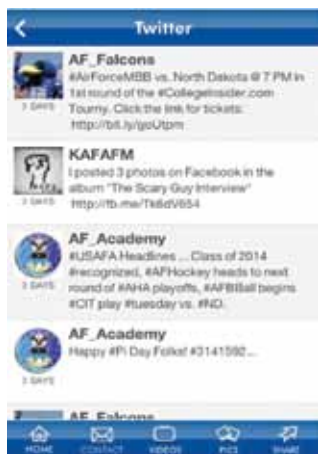 Twitter
AF_Falcons
#AirForceMBB vs. North Dakota @ 7 PM in
1st round of the #CollegeInsider.com
Tourny. Click the link for tickets:
http://bit.ly/goUtpm
3 DAYS
KAFAFM
I posted 3 photos on Facebook in the
album "The Scary Guy Interview"
http://fb.me/Tk6dV654
3 DAYS
AF_Academy
#USAFA Headlines ... Class of 2014
#recognized, #AFHockey heads to next
round of #AHA playoffs, #AFBBall begins
#CIT play #tuesday vs. #ND.
3 DAYS
AF_Academy
Happy #Pi Day Folks! #3141592...
3 DAYS
AF_Falcons
HOME CONTACT VIDEOS PICS SHARE